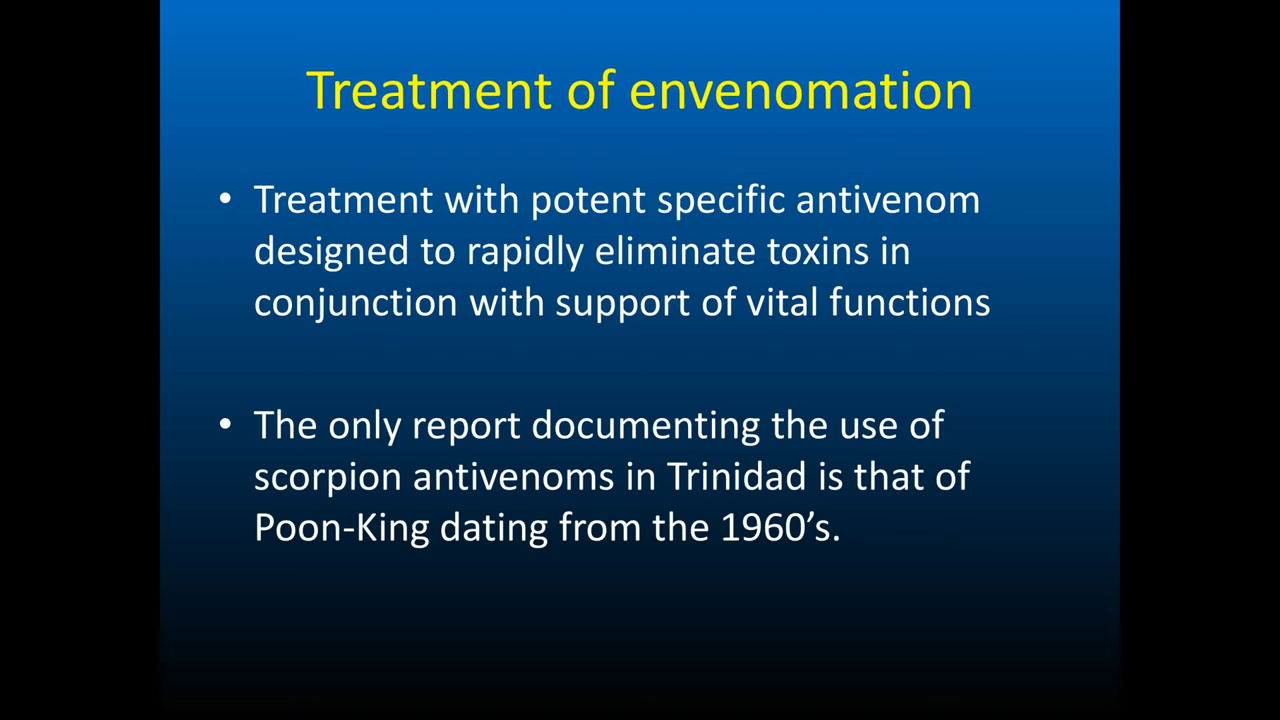 Treatment of envenomation
• Treatment with potent specific antivenom
designed to rapidly eliminate toxins in
conjunction with support of vital functions
• The only report documenting the use of
scorpion antivenoms in Trinidad is that of
Poon-King dating from the 1960’s.